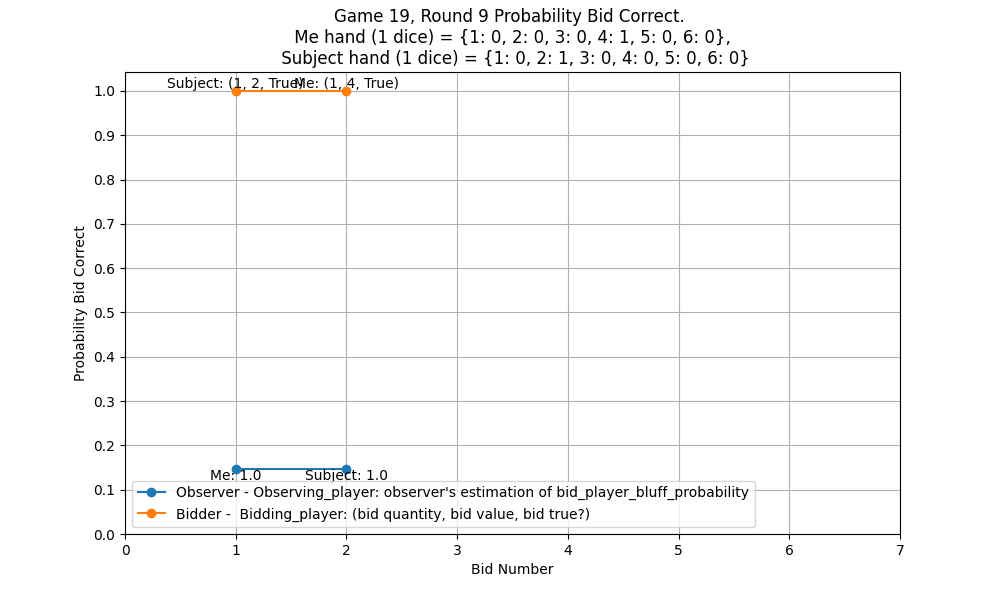 Game 19, Round 9 Probability Bid Correct.
Me hand (1 dice) = {1: 0, 2: 0, 3: 0, 4: 1, 5: 0, 6: 0},
Subject hand (1 dice) = {1: 0, 2: 1, 3: 0, 4: 0, 5: 0, 6: 0}
Subject: (1, 2, True)
Me: (1, 4, True)
1.0
0.9
0.8
0.7
0.6
0.5
0.4
0.3
0.2
0.1
0.0
Probability Bid Correct
Me: 1.0
Subject: 1.0
Observer - Observing_player: observer's estimation of bid_player_bluff_probability
Bidder -  Bidding_player: (bid quantity, bid value, bid true?)
0 1 2 3 4 5 6 7
Bid Number